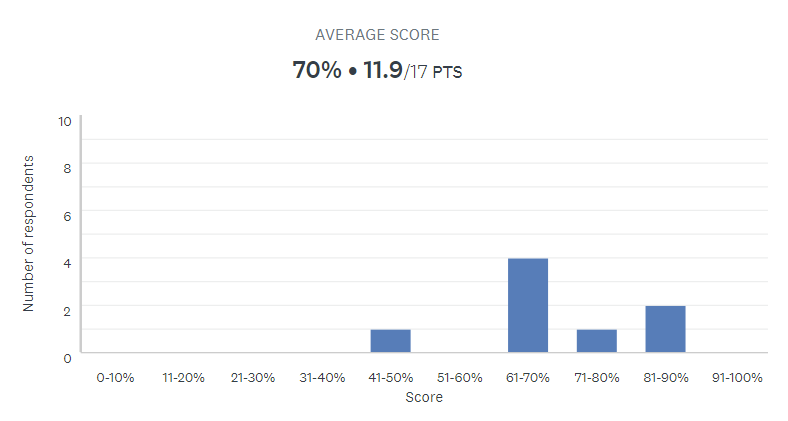 AVERAGE SCORE
70% • 11.9/17 PTS
10
8
6
4
2
0
Number of respondents
0-10% 11-20% 21-30% 31-40% 41-50% 51-60% 61-70% 71-80% 81-90% 91-100%
Score